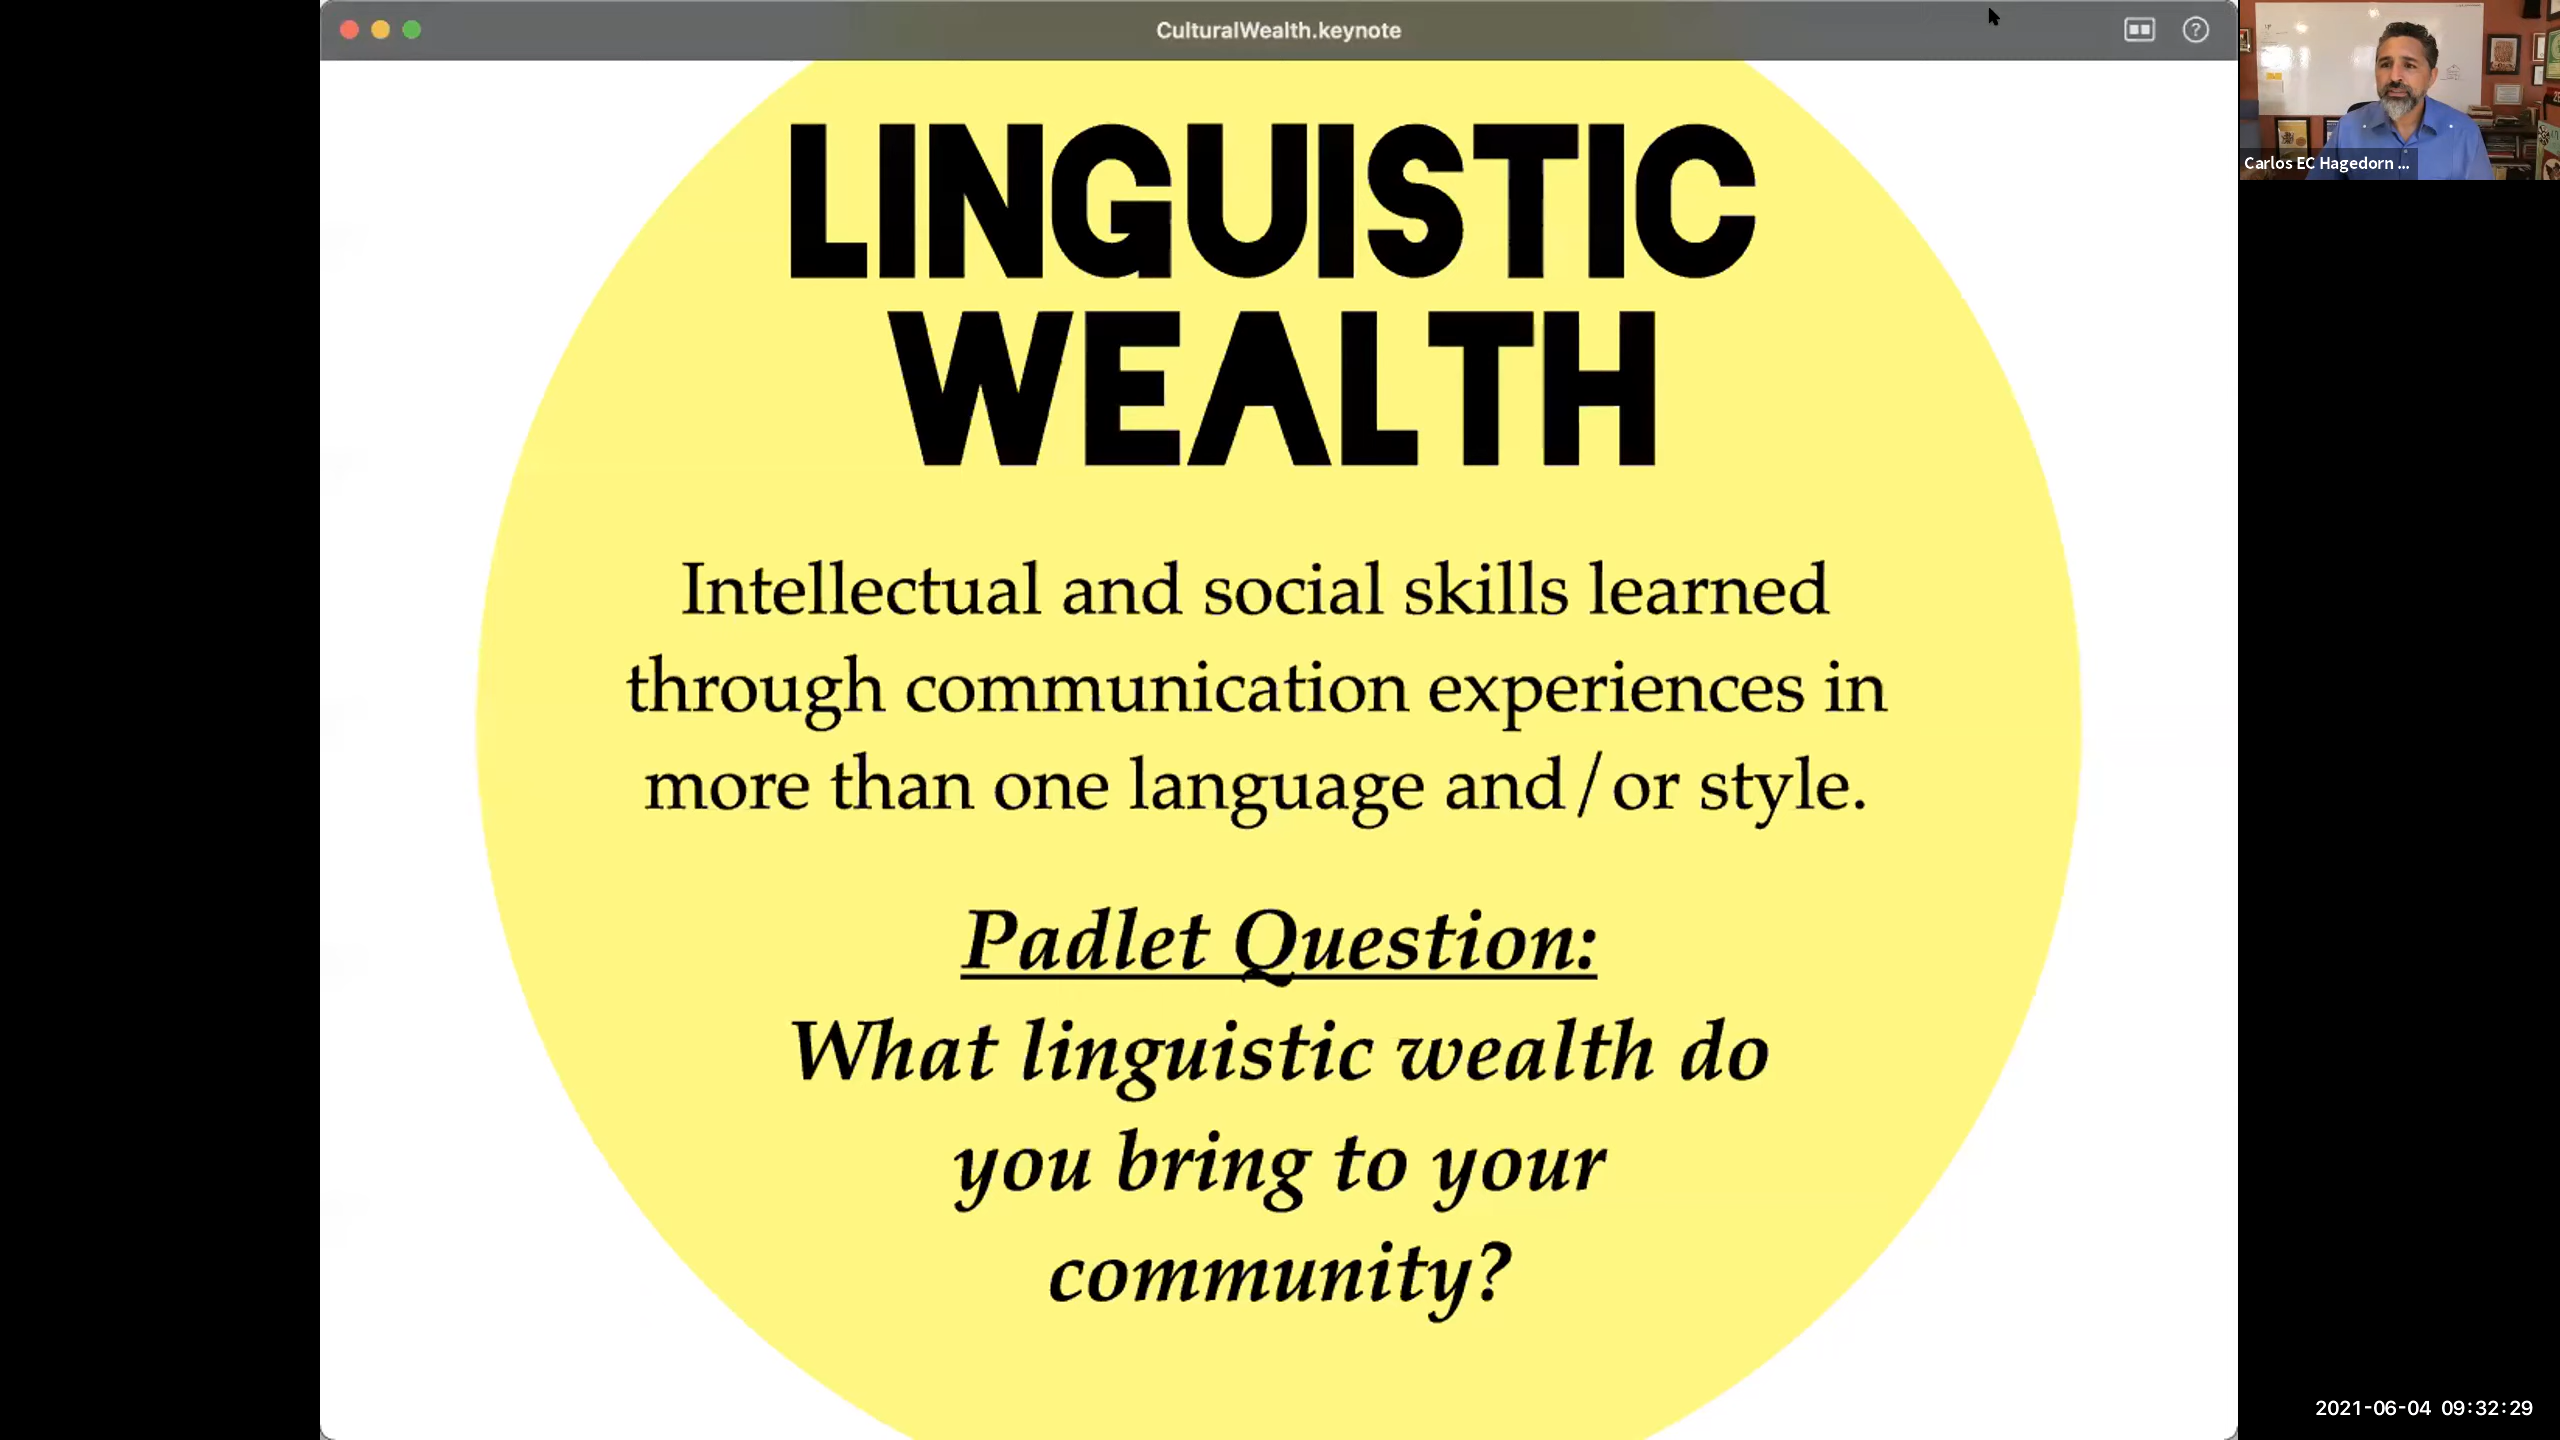 CulturalWealth.keynote
LINGUISTIC
WEALTH
Intellectual and social skills learned
through communication experiences in
more than one language and/or style.
Padlet Question:
What linguistic wealth do
you bring to your
community?
Carlos EC Hagedorn ...
2021-06-04 09:32:29